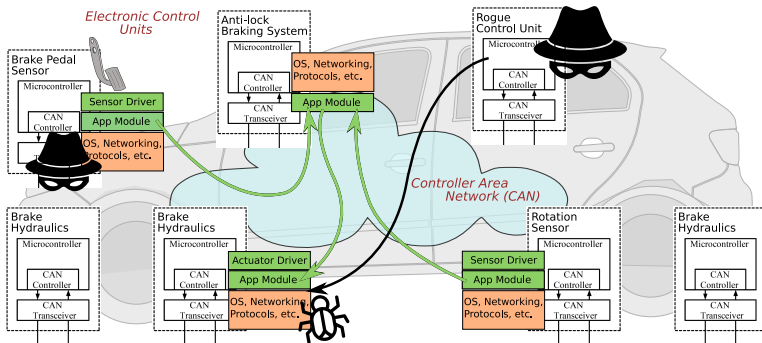 Electronic Control
Units
Anti-lock
Braking System
Microcontroller
CAN
Controller
CAN
Transceiver
OS, Networking,
Protocols, etc.
App Module
Rogue
Control Unit
Microcontroller
CAN
Controller
CAN
Transceiver
Brake Pedal
Sensor
Microcontroller
CAN
Controller
Sensor Driver
App Module
OS, Networking,
Protocols, etc.
Controller Area
Network (CAN)
Brake
Hydraulics
Microcontroller
CAN
Controller
CAN
Transceiver
Brake
Hydraulics
Microcontroller
CAN
Controller
CAN
Transceiver
Actuator Driver
App Module
OS, Networking,
Protocols, etc.
Sensor Driver
App Module
OS, Networking,
Protocols, etc.
Rotation
Sensor
Microcontroller
CAN
Controller
CAN
Transceiver
Brake
Hydraulics
Microcontroller
CAN
Controller
CAN
Transceiver